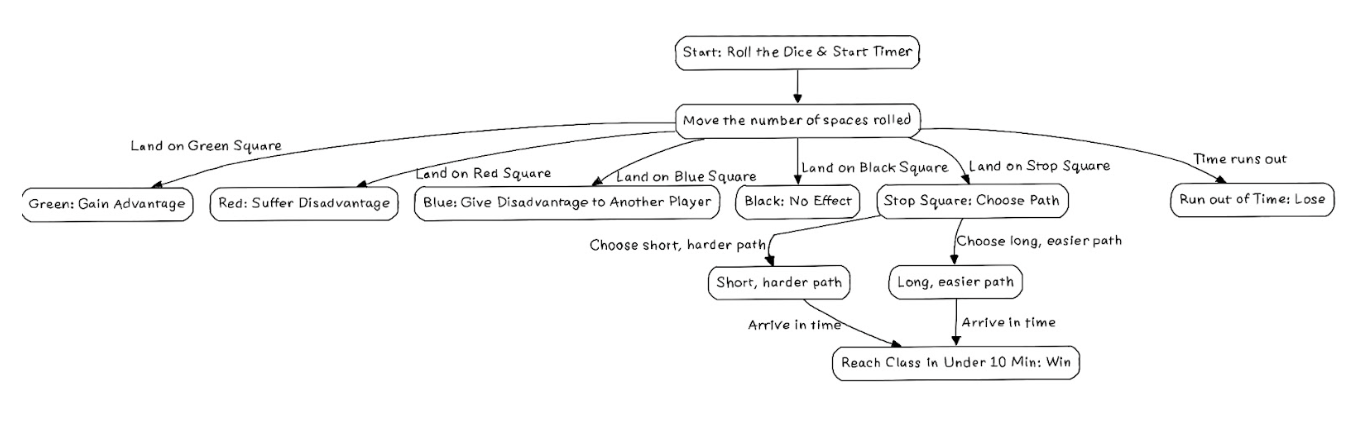 Start: Roll the Dice & Start Timer
Move the number of spaces rolled
Land on Green Square
Land on Red Square
Land on Blue Square
Land on Black Square
Land on Stop Square
Time runs out
Green: Gain Advantage
Red: Suffer Disadvantage
Blue: Give Disadvantage to Another Player
Black: No Effect
Stop Square: Choose Path
Run out of Time: Lose
Choose short, harder path
Choose long, easier path
Short, harder path
Long, easier path
Arrive in time
Arrive in time
Reach Class in Under 10 Min: Win